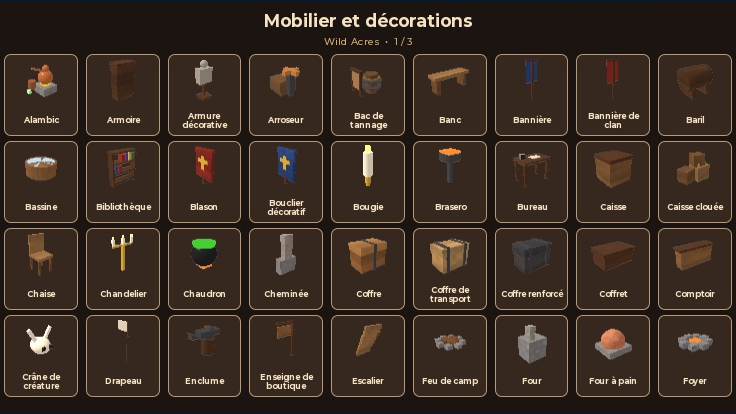 Mobilier et décorations
Wild Acres • 1 / 3
Alambic
Armoire
Armure
décorative
Arroseur
Bac de
tannage
Banc
Bannière
Bannière de
clan
Baril
Bassine
Bibliothèque
Blason
Bouclier
décoratif
Bougie
Brasero
Bureau
Caisse
Caisse clouée
Chaise
Chandelier
Chaudron
Cheminée
Coffre
Coffre de
transport
Coffre renforcé
Coffret
Comptoir
Crâne de
créature
Drapeau
Enclume
Enseigne de
boutique
Escalier
Feu de camp
Four
Four à pain
Foyer